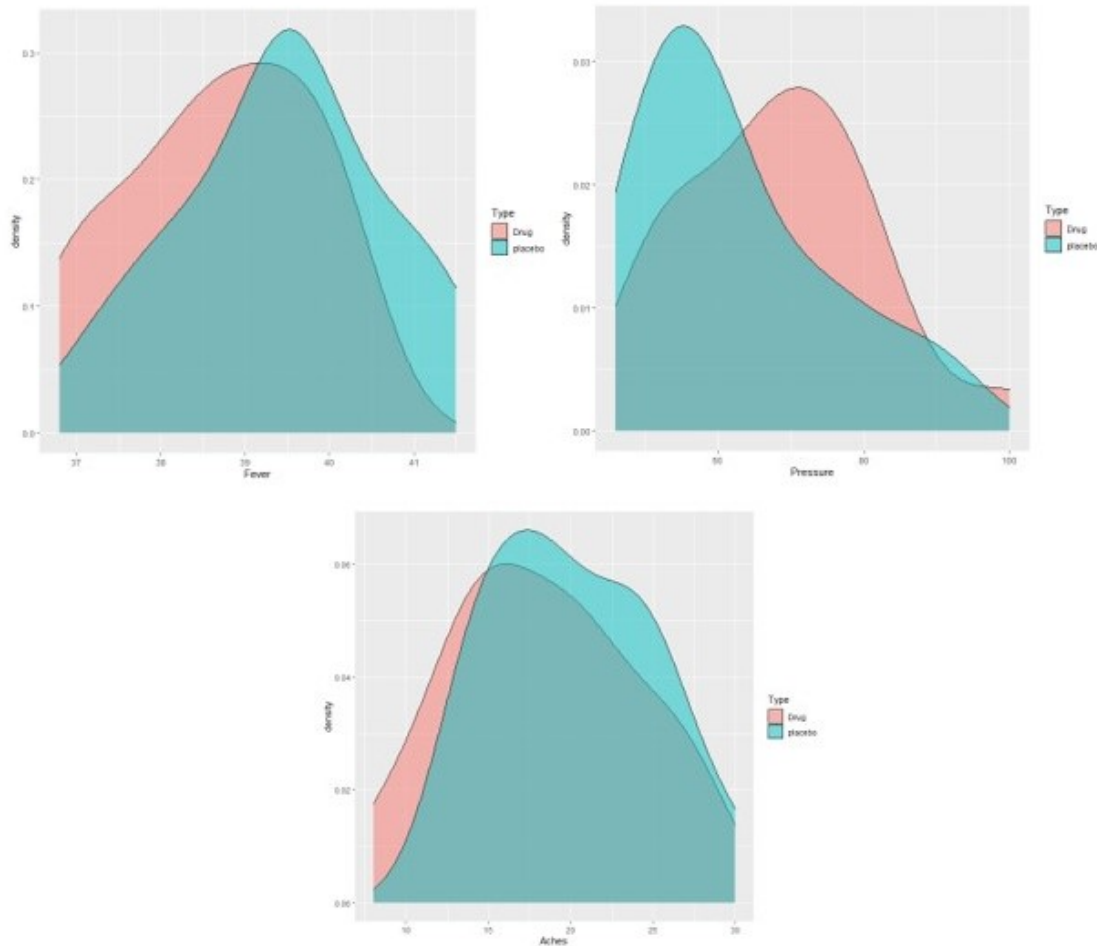 0.3
0.2
0.1
0.0
density
37 38 39 40 41
Fever
Type
Drug
placebo
0.03
0.02
0.01
0.00
density
60 80 100
Pressure
Type
Drug
placebo
0.06
0.04
0.02
0.00
density
10 15 20 25 30
Aches
Type
Drug
placebo